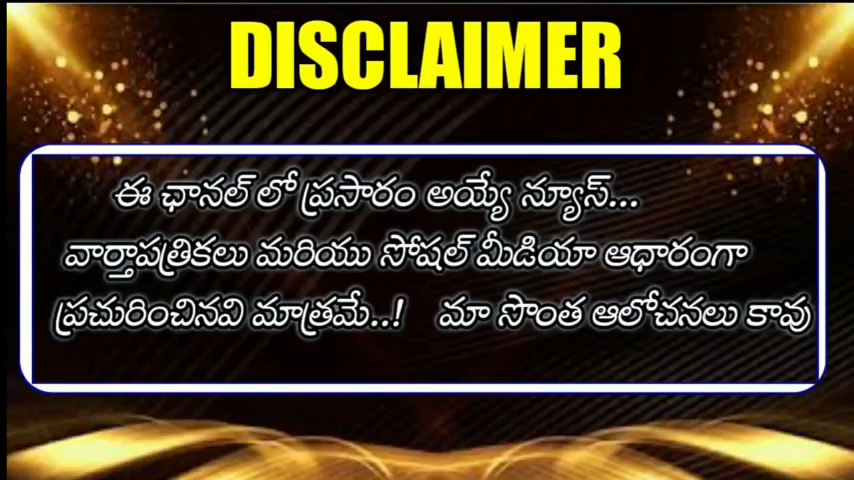 DISCLAIMER
ఈ ఛానల్ లో ప్రసారం అయ్యే న్యూస్...
వార్తాపత్రికలు మరియు సోషల్ మీడియా ఆధారంగా
ప్రచురించినవి మాత్రమే..! మా సొంత ఆలోచనలు కావు